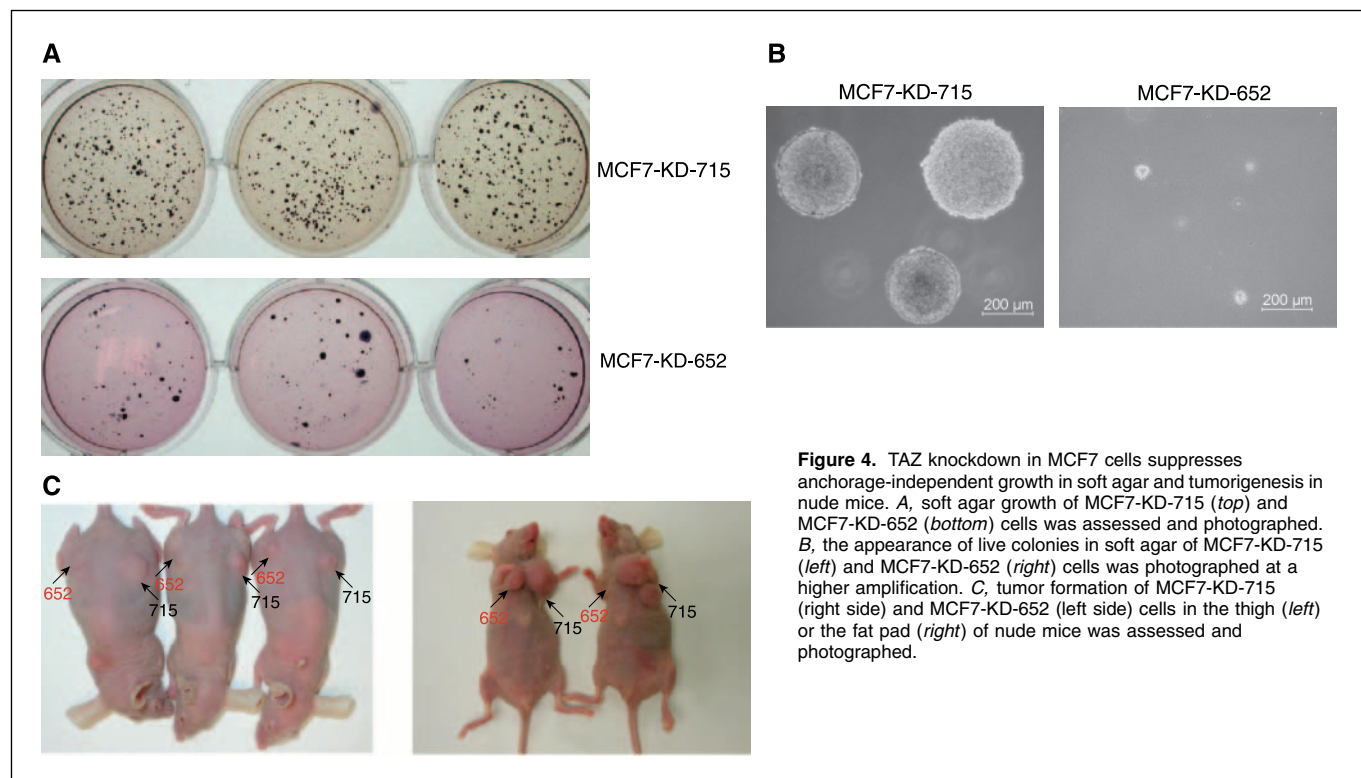 A
MCF7-KD-715
MCF7-KD-652
B
MCF7-KD-715 MCF7-KD-652
200 µm 200 µm
C
652 652 652
715 715 715
652 715 652 715
Figure 4. TAZ knockdown in MCF7 cells suppresses
anchorage-independent growth in soft agar and tumorigenesis in
nude mice. A, soft agar growth of MCF7-KD-715 (top) and
MCF7-KD-652 (bottom) cells was assessed and photographed.
B, the appearance of live colonies in soft agar of MCF7-KD-715
(left) and MCF7-KD-652 (right) cells was photographed at a
higher amplification. C, tumor formation of MCF7-KD-715
(right side) and MCF7-KD-652 (left side) cells in the thigh (left)
or the fat pad (right) of nude mice was assessed and
photographed.